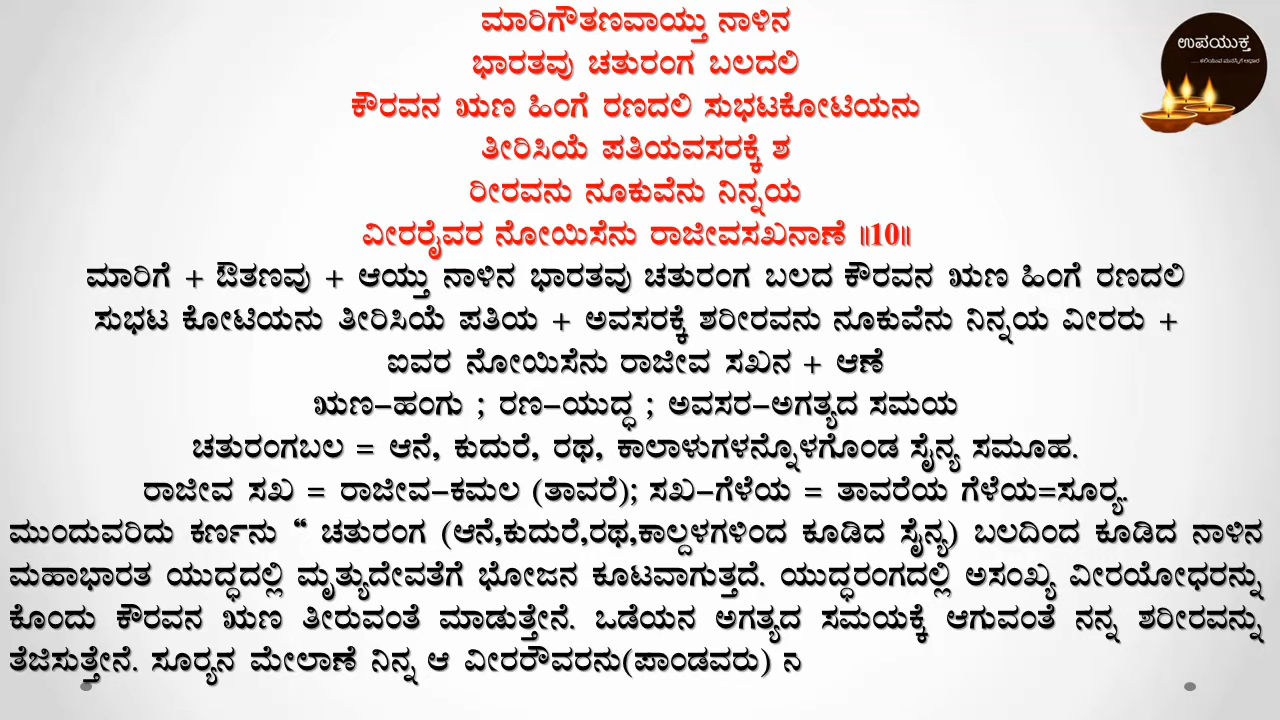 ಮಾರಿಗೌತಣವಾಯ್ತು ನಾಳಿನ
ಭಾರತವು ಚತುರಂಗ ಬಲದಲಿ
ಕೌರವನ ಋಣ ಹಿಂಗೆ ರಣದಲಿ ಸುಭಟಕೋಟಿಯನು
ತೀರಿಸಿಯೆ ಪತಿಯವಸರಕ್ಕೆ ಶ
ರೀರವನು ನೂಕುವೆನು ನಿನ್ನಯ
ವೀರರೈವರ ನೋಯಿಸೆನು ರಾಜೀವಸಖನಾಣೆ ॥10॥
ಮಾರಿಗೆ + ಔತಣವು + ಆಯ್ತು ನಾಳಿನ ಭಾರತವು ಚತುರಂಗ ಬಲದ ಕೌರವನ ಋಣ ಹಿಂಗೆ ರಣದಲಿ
ಸುಭಟ ಕೋಟಿಯನು ತೀರಿಸಿಯೆ ಪತಿಯ + ಅವಸರಕ್ಕೆ ಶರೀರವನು ನೂಕುವೆನು ನಿನ್ನಯ ವೀರರು +
ಐವರ ನೋಯಿಸೆನು ರಾಜೀವ ಸಖನ + ಆಣೆ
ಋಣ–ಹಂಗು ; ರಣ–ಯುದ್ಧ ; ಅವಸರ–ಅಗತ್ಯದ ಸಮಯ
ಚತುರಂಗಬಲ = ಆನೆ, ಕುದುರೆ, ರಥ, ಕಾಲಾಳುಗಳನ್ನೊಳಗೊಂಡ ಸೈನ್ಯ ಸಮೂಹ.
ರಾಜೀವ ಸಖ = ರಾಜೀವ–ಕಮಲ (ತಾವರೆ); ಸಖ–ಗೆಳೆಯ = ತಾವರೆಯ ಗೆಳೆಯ=ಸೂರ‍್ಯ.
ಮುಂದುವರಿದು ಕರ್ಣನು “ ಚತುರಂಗ (ಆನೆ,ಕುದುರೆ,ರಥ,ಕಾಲ್ದಳಗಳಿಂದ ಕೂಡಿದ ಸೈನ್ಯ) ಬಲದಿಂದ ಕೂಡಿದ ನಾಳಿನ
ಮಹಾಭಾರತ ಯುದ್ಧದಲ್ಲಿ ಮೃತ್ಯುದೇವತೆಗೆ ಭೋಜನ ಕೂಟವಾಗುತ್ತದೆ. ಯುದ್ಧರಂಗದಲ್ಲಿ ಅಸಂಖ್ಯ ವೀರಯೋಧರನ್ನು
ಕೊಂದು ಕೌರವನ ಋಣ ತೀರುವಂತೆ ಮಾಡುತ್ತೇನೆ. ಒಡೆಯನ ಅಗತ್ಯದ ಸಮಯಕ್ಕೆ ಆಗುವಂತೆ ನನ್ನ ಶರೀರವನ್ನು
ತೆಜಿಸುತ್ತೇನೆ. ಸೂರ‍್ಯನ ಮೇಲಾಣೆ ನಿನ್ನ ಆ ವೀರರೌವರನು(ಪಾಂಡವರು) ನ
ಉಪಯುಕ್ತ